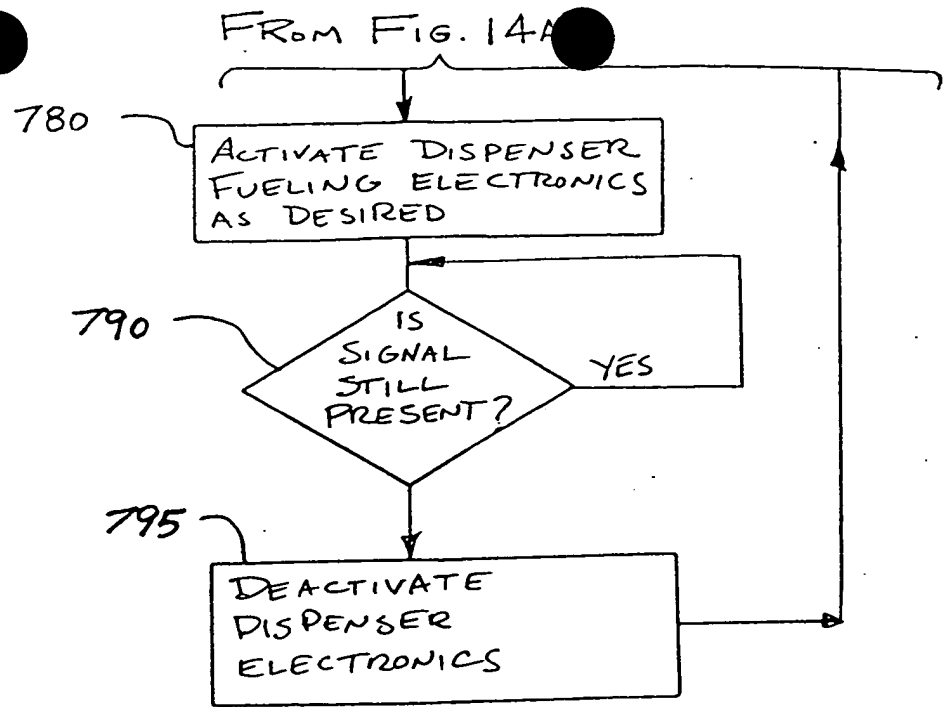 FROM FIG. 14A
780
ACTIVATE DISPENSER
FUELING ELECTRONICS
AS DESIRED
790
IS
SIGNAL
STILL
PRESENT?
YES
795
DEACTIVATE
DISPENSER
ELECTRONICS